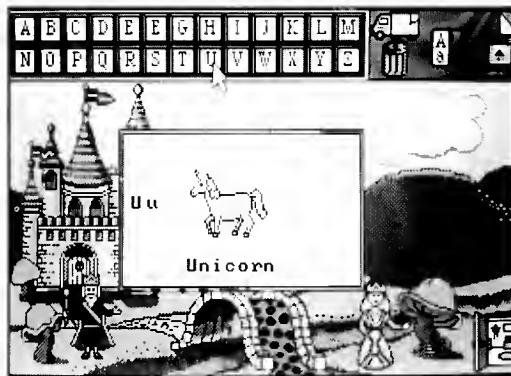 A B C D E F G H I J K L M
N O P Q R S T U V W X Y Z
A
a
Uu
Unicorn